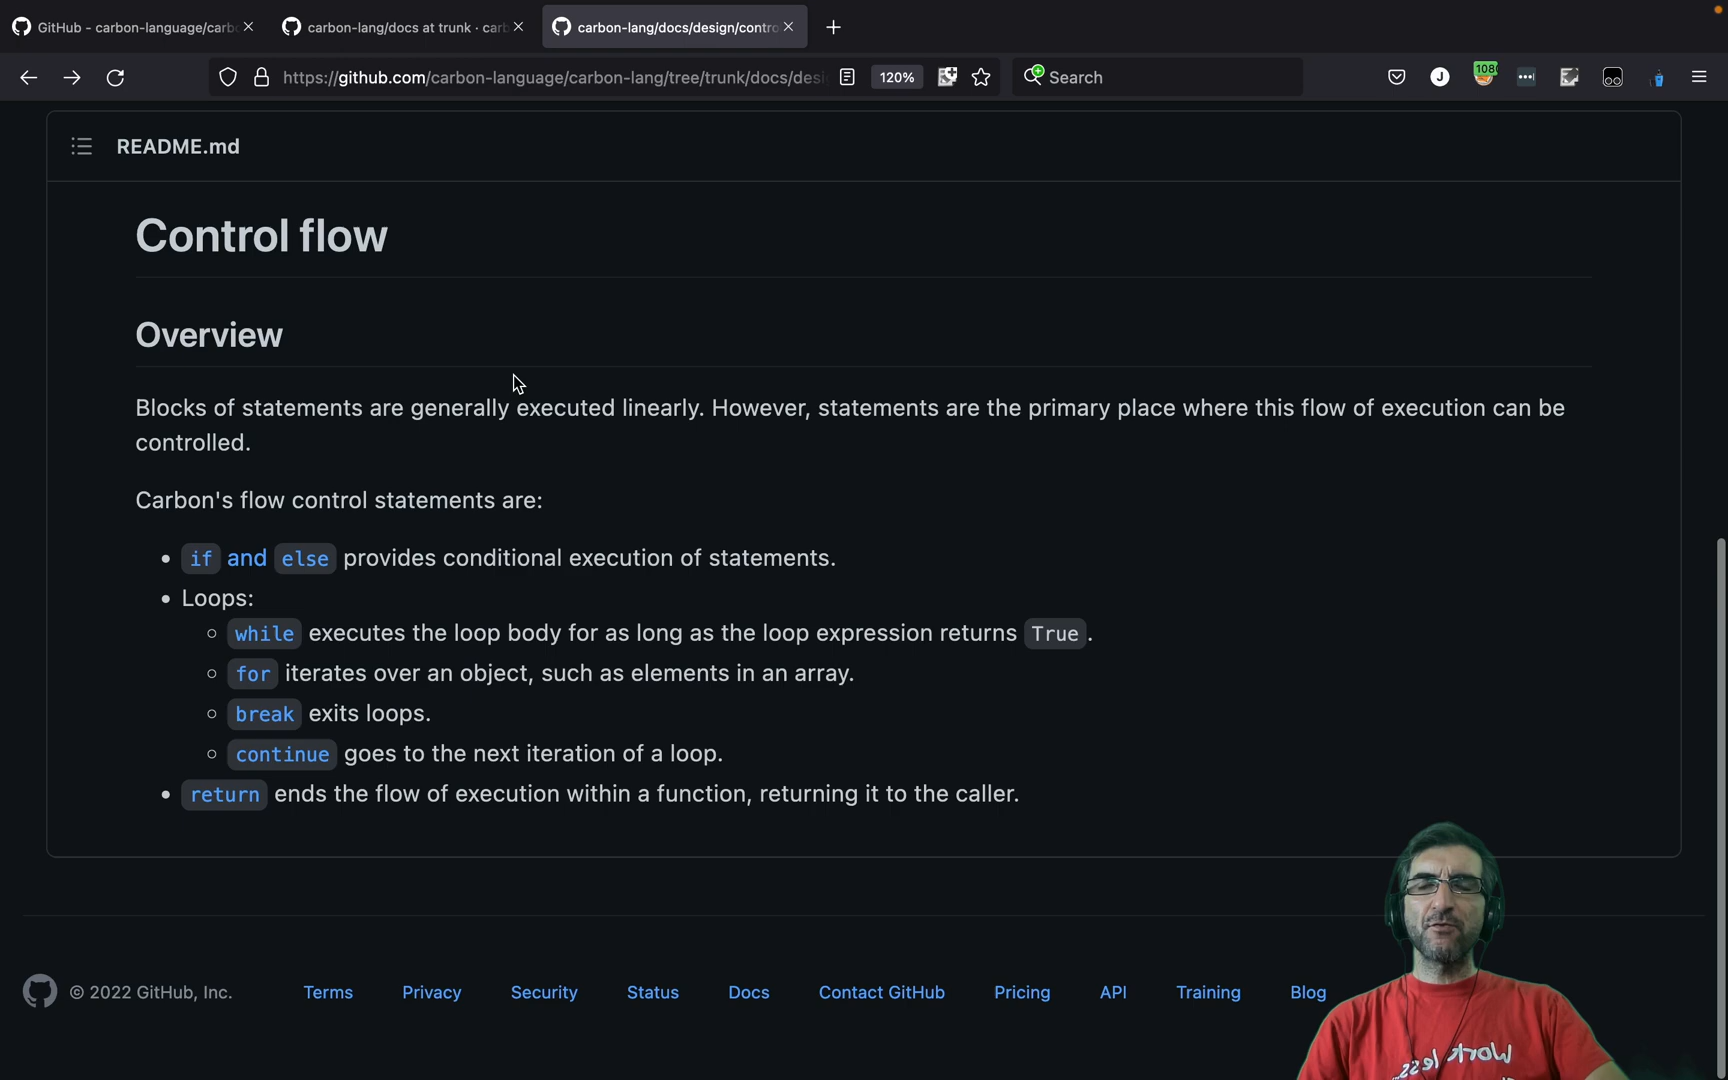 GitHub - carbon-language/carb
carbon-lang/docs at trunk · carb
carbon-lang/docs/design/contro
https://github.com/carbon-language/carbon-lang/tree/trunk/docs/desi
120%
Search
108
README.md
Control flow
Overview
Blocks of statements are generally executed linearly. However, statements are the primary place where this flow of execution can be
controlled.
Carbon's flow control statements are:
if and else provides conditional execution of statements.
Loops:
while executes the loop body for as long as the loop expression returns True.
for iterates over an object, such as elements in an array.
break exits loops.
continue goes to the next iteration of a loop.
return ends the flow of execution within a function, returning it to the caller.
© 2022 GitHub, Inc.
Terms
Privacy
Security
Status
Docs
Contact GitHub
Pricing
API
Training
Blog
Work less...